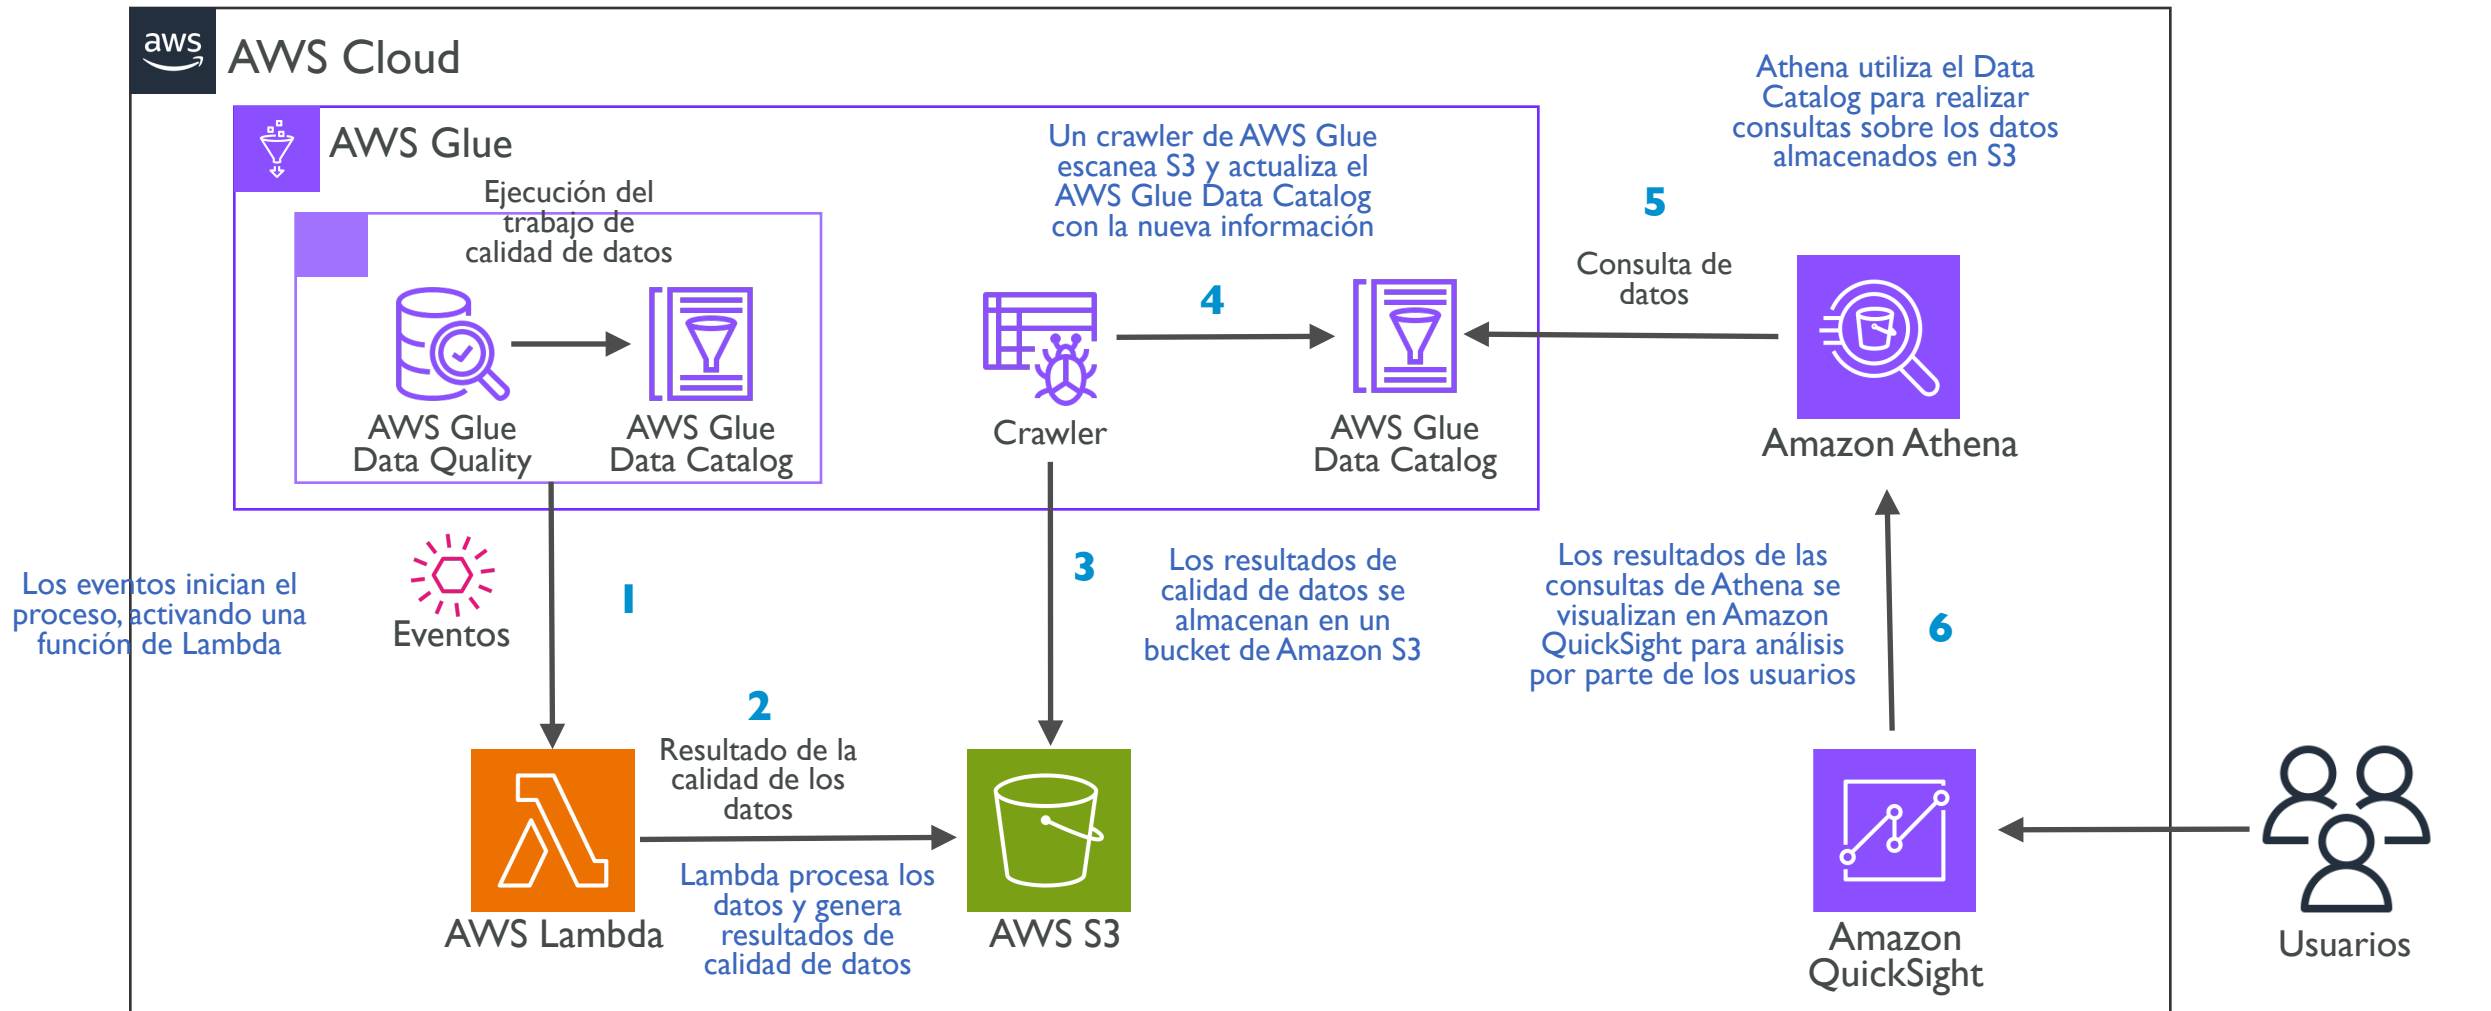 aws
AWS Cloud
AWS Glue
Ejecución del
trabajo de
calidad de datos
AWS Glue
Data Quality
AWS Glue
Data Catalog
Un crawler de AWS Glue
escanea S3 y actualiza el
AWS Glue Data Catalog
con la nueva información
4
Crawler
AWS Glue
Data Catalog
Athena utiliza el Data
Catalog para realizar
consultas sobre los datos
almacenados en S3
5
Consulta de
datos
Amazon Athena
Los eventos inician el
proceso, activando una
función de Lambda
Eventos
1
3
Los resultados de
calidad de datos se
almacenan en un
bucket de Amazon S3
Los resultados de las
consultas de Athena se
visualizan en Amazon
QuickSight para análisis
por parte de los usuarios
6
2
Resultado de la
calidad de los
datos
Lambda procesa los
datos y genera
resultados de
calidad de datos
AWS Lambda
AWS S3
Amazon
QuickSight
Usuarios